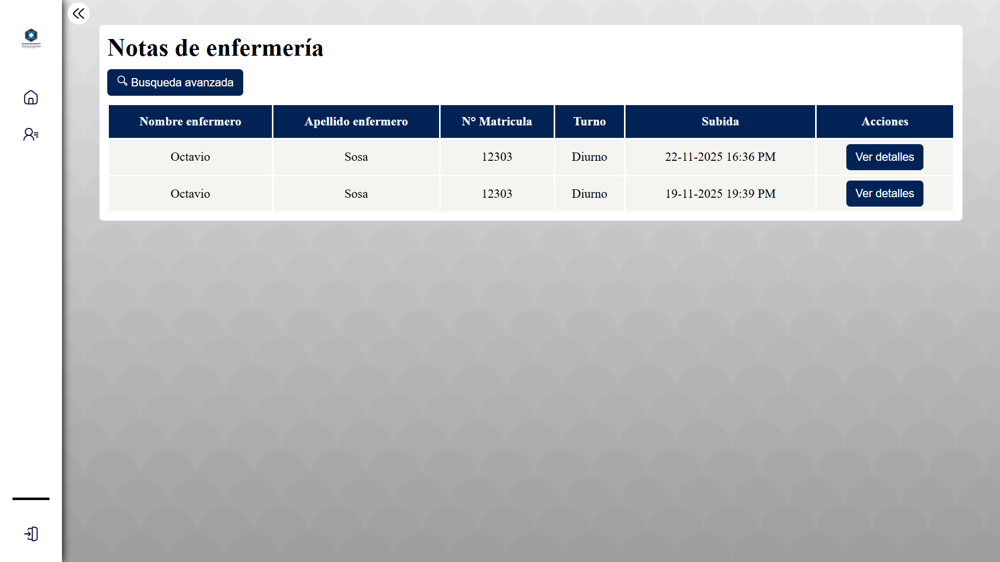 HOSPITAL
Notas de enfermería
Busqueda avanzada
Nombre enfermero Apellido enfermero N° Matricula Turno Subida Acciones
Octavio Sosa 12303 Diurno 22-11-2025 16:36 PM Ver detalles
Octavio Sosa 12303 Diurno 19-11-2025 19:39 PM Ver detalles